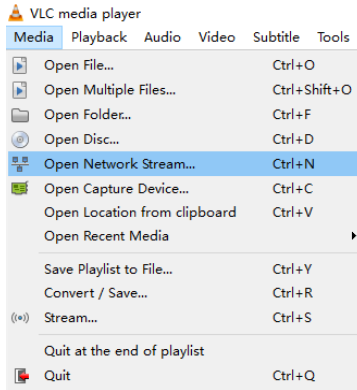 VLC media player
Media Playback Audio Video Subtitle Tools
Open File... Ctrl+O
Open Multiple Files... Ctrl+Shift+O
Open Folder... Ctrl+F
Open Disc... Ctrl+D
Open Network Stream... Ctrl+N
Open Capture Device... Ctrl+C
Open Location from clipboard Ctrl+V
Open Recent Media
Save Playlist to File... Ctrl+Y
Convert / Save... Ctrl+R
Stream... Ctrl+S
Quit at the end of playlist
Quit Ctrl+Q